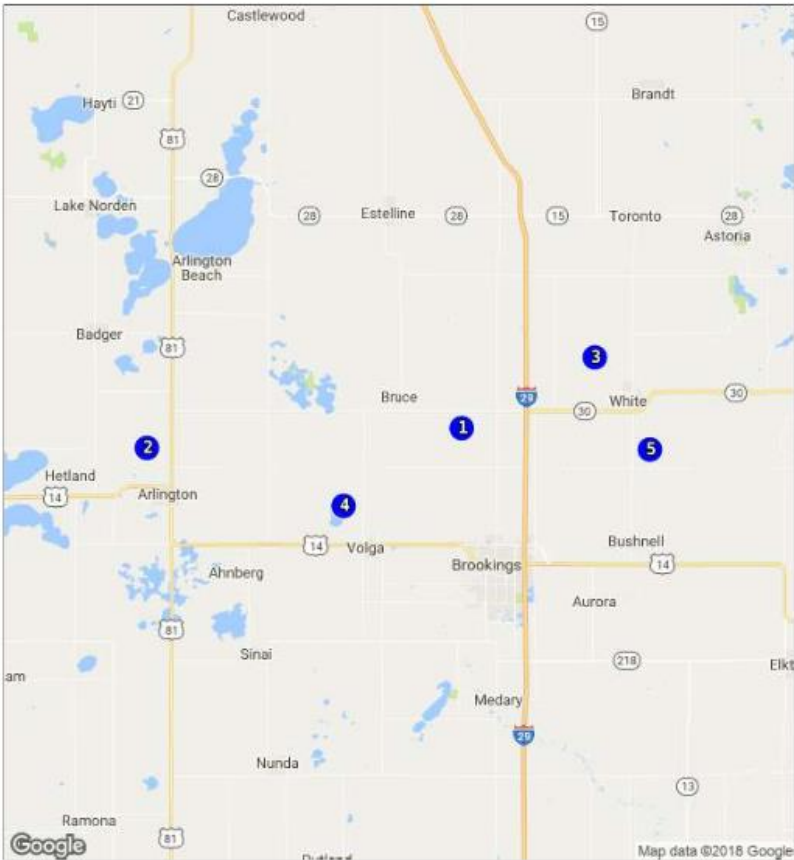 Castlewood
15
Hayti
21
Brandt
81
28
Lake Norden
28
Estelline
28
15
Toronto
28
Astoria
Arlington
Beach
Badger
81
3
Bruce
29
White
30
30
1
2
5
Hetland
14
Arlington
4
14
Volga
Bushnell
Brookings
14
Ahnberg
Aurora
81
Sinai
218
Elkt
am
Medary
29
Nunda
13
Ramona
81
Google
Rutland
Map data ©2018 Google